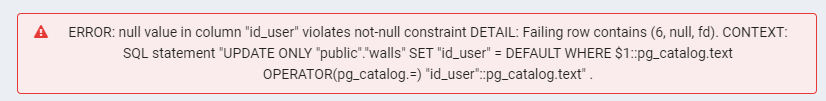 ERROR: null value in column "id_user" violates not-null constraint DETAIL: Failing row contains (6, null, fd). CONTEXT:
SQL statement "UPDATE ONLY "public"."walls" SET "id_user" = DEFAULT WHERE $1::pg_catalog.text
OPERATOR(pg_catalog.=) "id_user"::pg_catalog.text" .